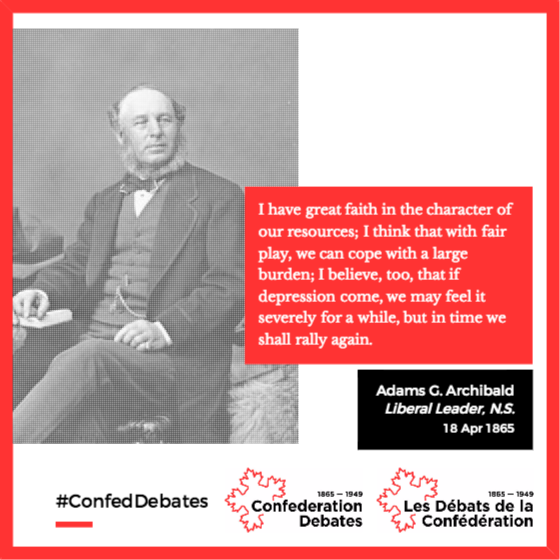 I have great faith in the character of
our resources; I think that with fair
play, we can cope with a large
burden; I believe, too, that if
depression come, we may feel it
severely for a while, but in time we
shall rally again.
Adams G. Archibald
Liberal Leader, N.S.
18 Apr 1865
#ConfedDebates
1865 — 1949
Confederation
Debates
1865 — 1949
Les Débats de la
Confédération